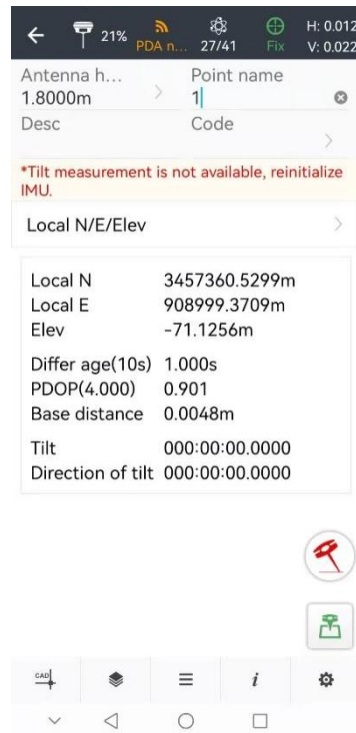 21% PDA n... 27/41 Fix H: 0.012 V: 0.022
Antenna h... Point name
1.8000m 1
Desc Code
*Tilt measurement is not available, reinitialize
IMU.
Local N/E/Elev
Local N 3457360.5299m
Local E 908999.3709m
Elev -71.1256m
Differ age(10s) 1.000s
PDOP(4.000) 0.901
Base distance 0.0048m
Tilt 000:00:00.0000
Direction of tilt 000:00:00.0000
CAD i